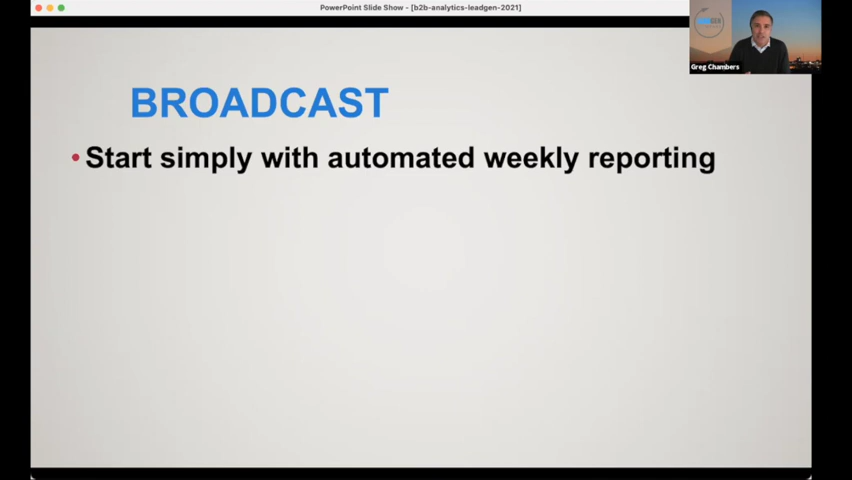 PowerPoint Slide Show - [b2b-analytics-leadgen-2021]
BROADCAST
• Start simply with automated weekly reporting
Greg Chambers